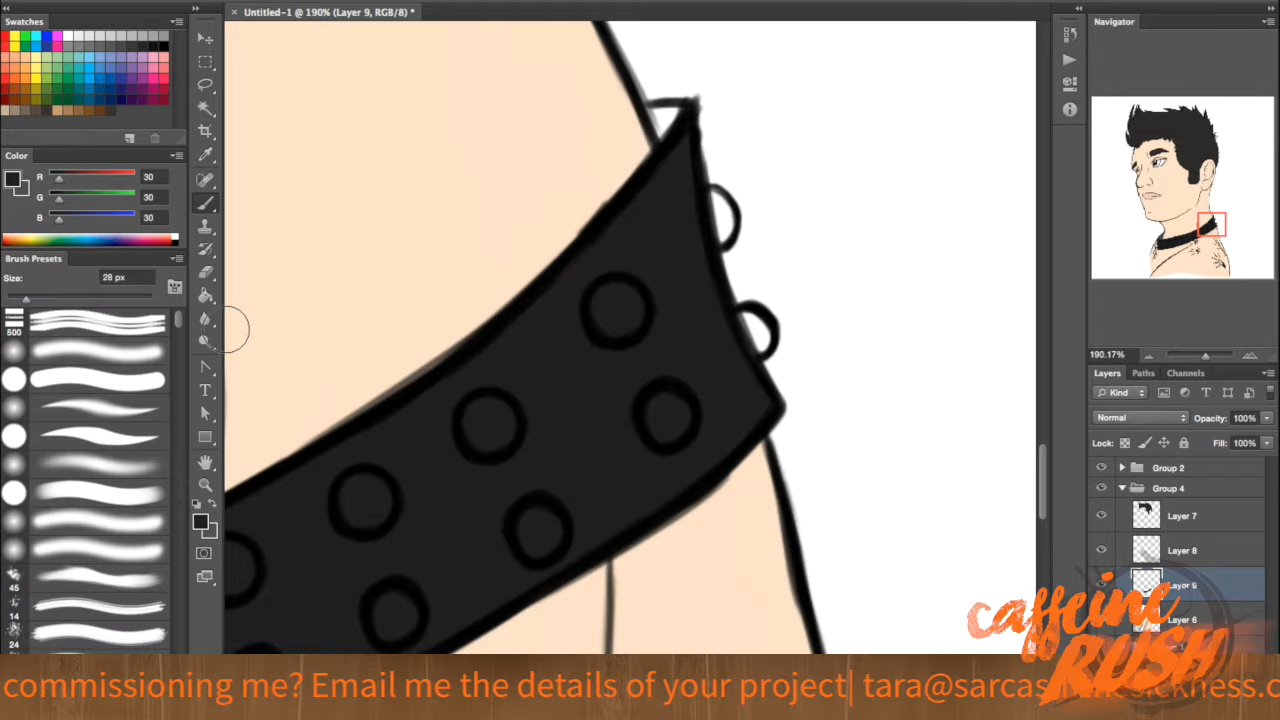 Untitled-1 @ 190% (Layer 9, RGB/8) *
Swatches
Color
R 30
G 30
B 30
Brush Presets
Size: 28 px
500
45
14
24
Navigator
190.17%
Layers Paths Channels
Kind
Normal Opacity: 100%
Lock: Fill: 100%
Group 2
Group 4
Layer 7
Layer 8
Layer 9
Layer 6
caffeine
RUSH
commissioning me? Email me the details of your project| tara@sarcas